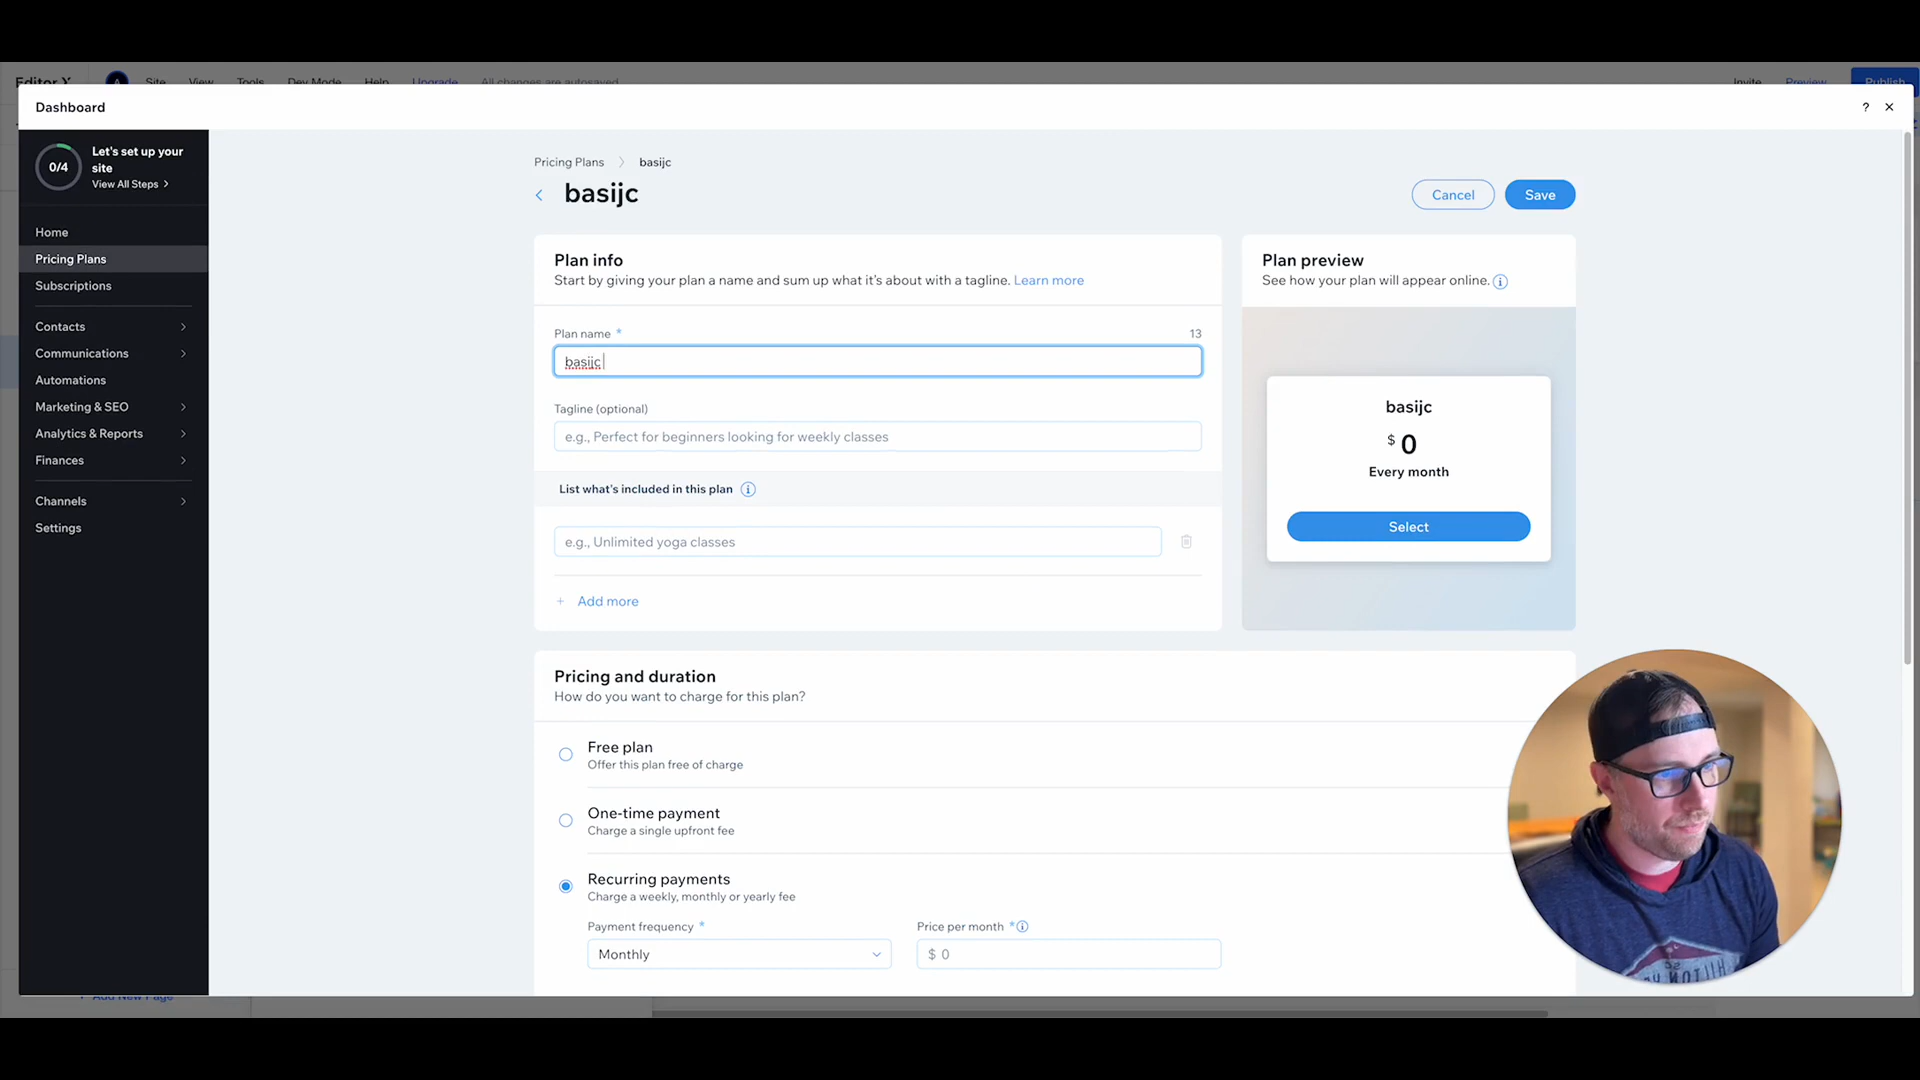 Editor X
Site View Tools Dev Mode Help Upgrade All changes are autosaved
Invite Preview Publish
Dashboard
?
0/4
Let's set up your
site
View All Steps
Home
Pricing Plans
Subscriptions
Contacts
Communications
Automations
Marketing & SEO
Analytics & Reports
Finances
Channels
Settings
Pricing Plans > basijc
basijc
Cancel
Save
Plan info
Start by giving your plan a name and sum up what it's about with a tagline. Learn more
Plan name *
13
basijc
Tagline (optional)
e.g., Perfect for beginners looking for weekly classes
List what's included in this plan
e.g., Unlimited yoga classes
+ Add more
Plan preview
See how your plan will appear online.
basijc
$ 0
Every month
Select
Pricing and duration
How do you want to charge for this plan?
Free plan
Offer this plan free of charge
One-time payment
Charge a single upfront fee
Recurring payments
Charge a weekly, monthly or yearly fee
Payment frequency *
Monthly
Price per month *
$ 0
+ Add New Page